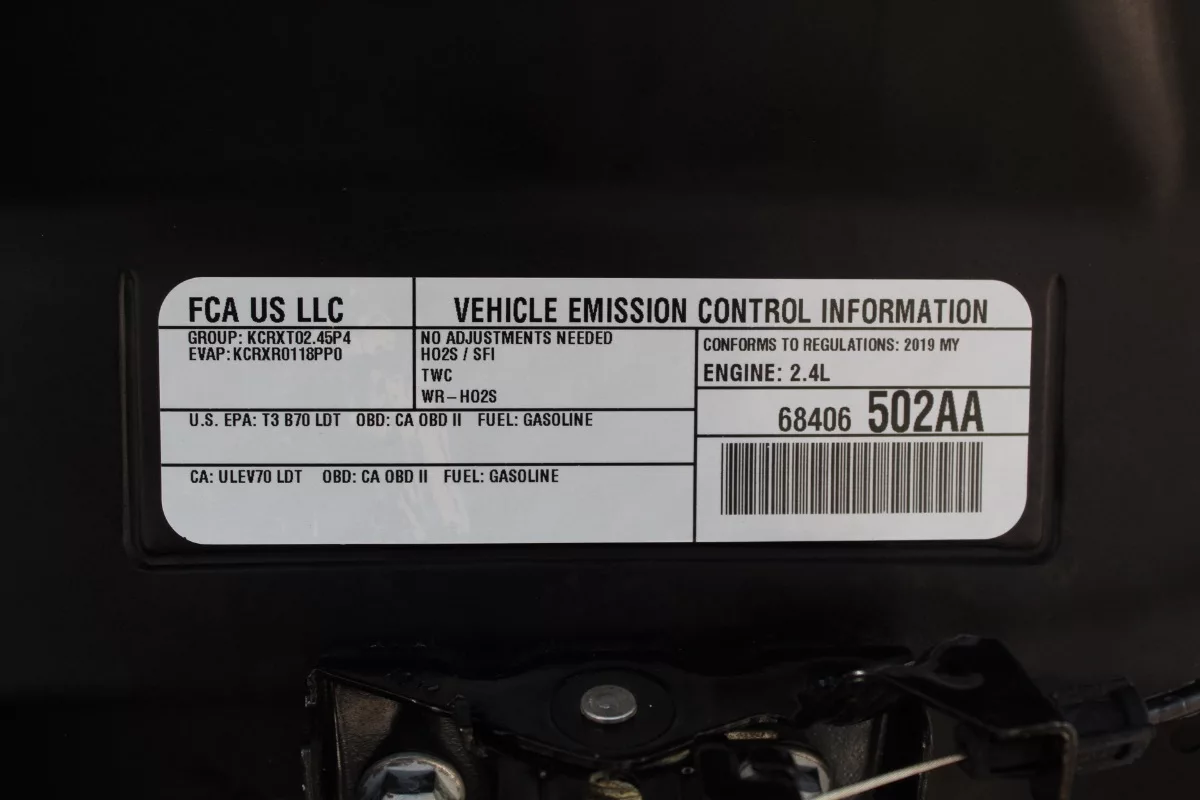 FCA US LLC
VEHICLE EMISSION CONTROL INFORMATION
GROUP: KCRXT02.45P4
EVAP: KCRXR0118PP0
NO ADJUSTMENTS NEEDED
HO2S / SFI
TWC
WR-HO2S
CONFORMS TO REGULATIONS: 2019 MY
ENGINE: 2.4L
68406 502AA
U.S. EPA: T3 B70 LDT OBD: CA OBD II FUEL: GASOLINE
CA: ULEV70 LDT OBD: CA OBD II FUEL: GASOLINE